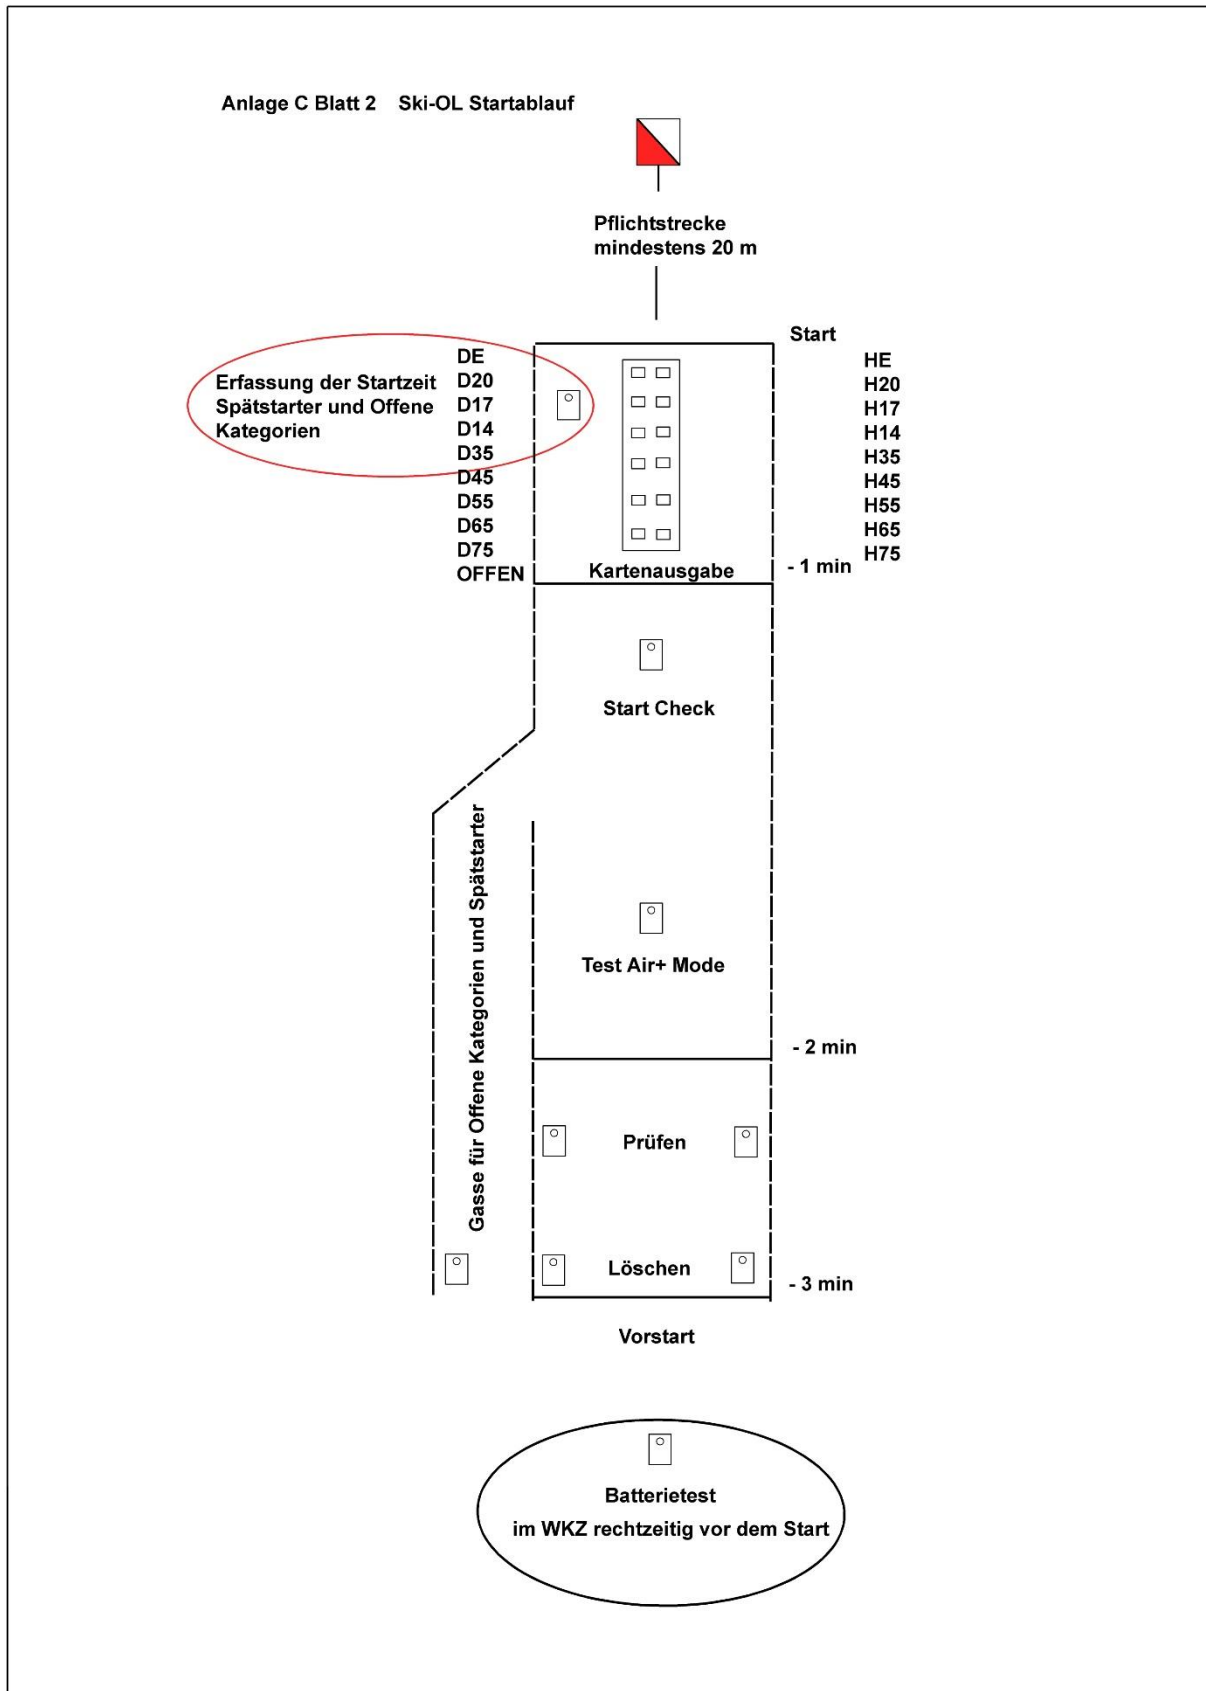 Anlage C Blatt 2 Ski-OL Startablauf
Pflichtstrecke
mindestens 20 m
Start
Erfassung der Startzeit
Spätstarter und Offene
Kategorien
DE
D20
D17
D14
D35
D45
D55
D65
D75
OFFEN
HE
H20
H17
H14
H35
H45
H55
H65
H75
Kartenausgabe
- 1 min
Start Check
Gasse für Offene Kategorien und Spätstarter
Test Air+ Mode
- 2 min
Prüfen
Löschen
- 3 min
Vorstart
Batterietest
im WKZ rechtzeitig vor dem Start